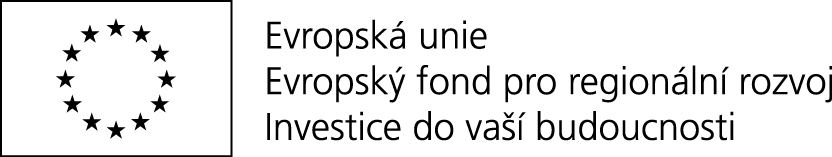 Evropská unie
Evropský fond pro regionální rozvoj
Investice do vaší budoucnosti